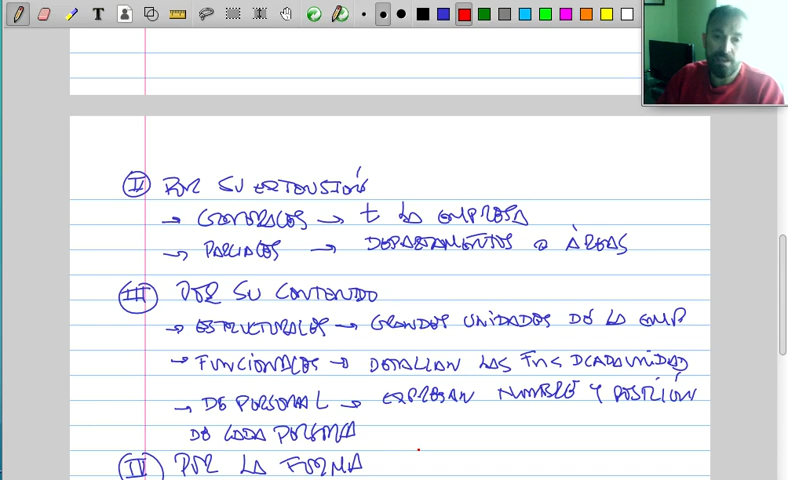 II POR SU EXTENSIÓN
→ GENERALES → t LA EMPRESA
→ PARCIALES → DEPARTAMENTOS o ÁREAS
III POR SU CONTENIDO
→ ESTRUCTURALES → GRANDES UNIDADES DE LA EMP
→ FUNCIONALES → DETALLAN LAS FNS D CADA UNIDAD
→ DE PERSONAL → EXPRESAN NOMBRE Y POSICIÓN
DE CADA PERSONA
IV POR LA FORMA